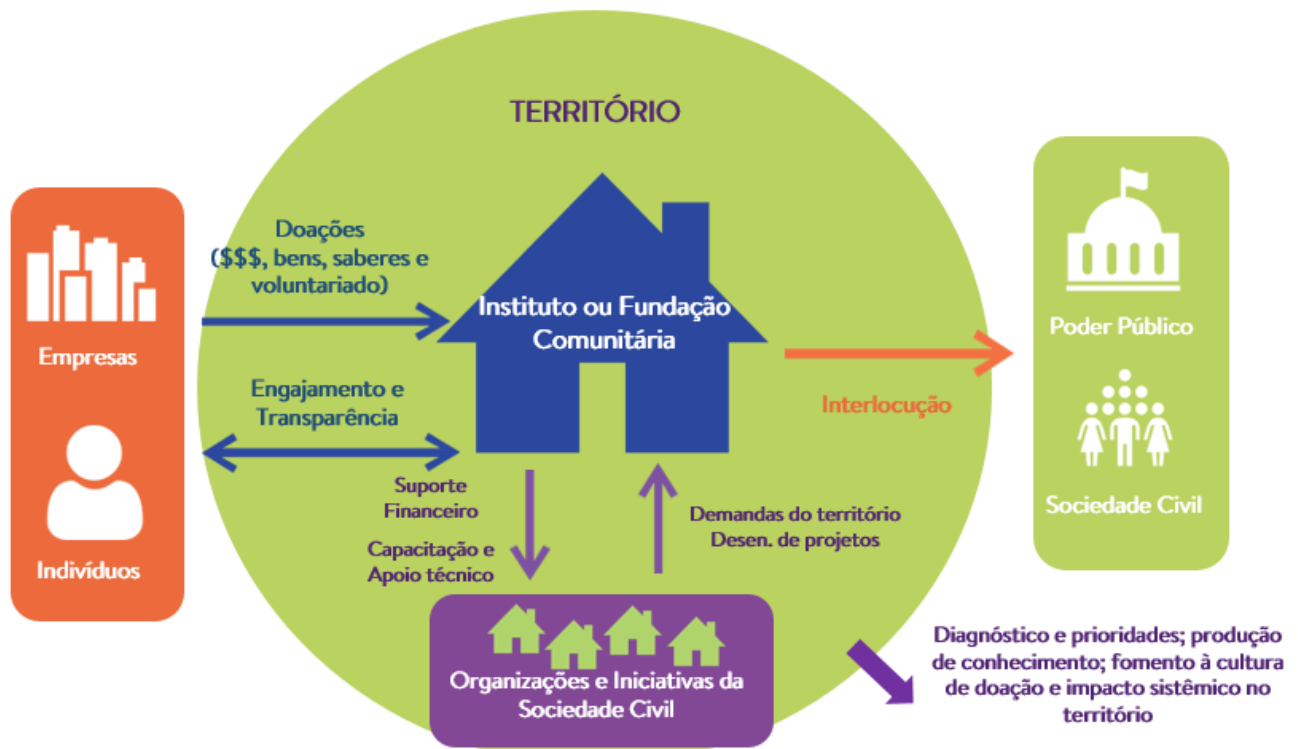 TERRITÓRIO
Doações
($$$, bens, saberes e
voluntariado)
Empresas
Engajamento e
Transparência
Indivíduos
Instituto ou Fundação
Comunitária
Interlocução
Poder Público
Sociedade Civil
Suporte
Financeiro
Capacitação e
Apoio técnico
Demandas do território
Desen. de projetos
Organizações e Iniciativas da
Sociedade Civil
Diagnóstico e prioridades; produção
de conhecimento; fomento à cultura
de doação e impacto sistêmico no
território